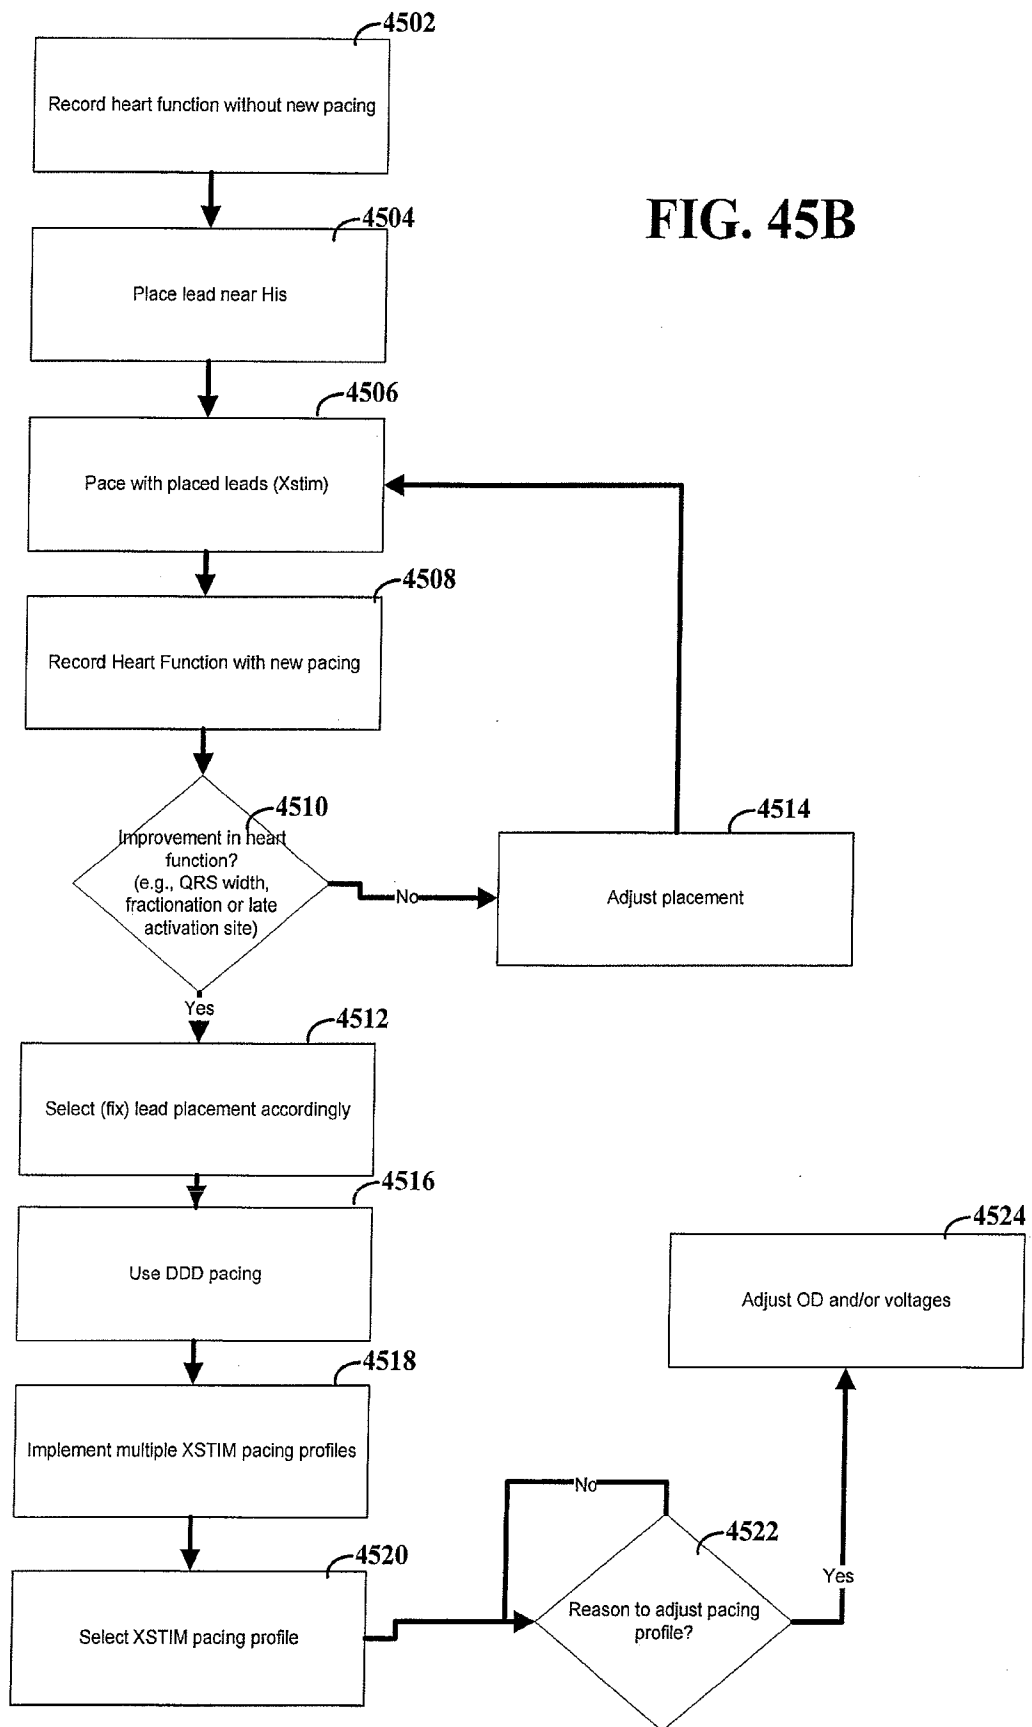 4502
Record heart function without new pacing
FIG. 45B
4504
Place lead near His
4506
Pace with placed leads (Xstim)
4508
Record Heart Function with new pacing
4510
Improvement in heart
function?
(e.g., QRS width,
fractionation or late
activation site)
No
4514
Adjust placement
Yes
4512
Select (fix) lead placement accordingly
4516
Use DDD pacing
4518
Implement multiple XSTIM pacing profiles
4520
Select XSTIM pacing profile
No
4522
Reason to adjust pacing
profile?
Yes
4524
Adjust OD and/or voltages